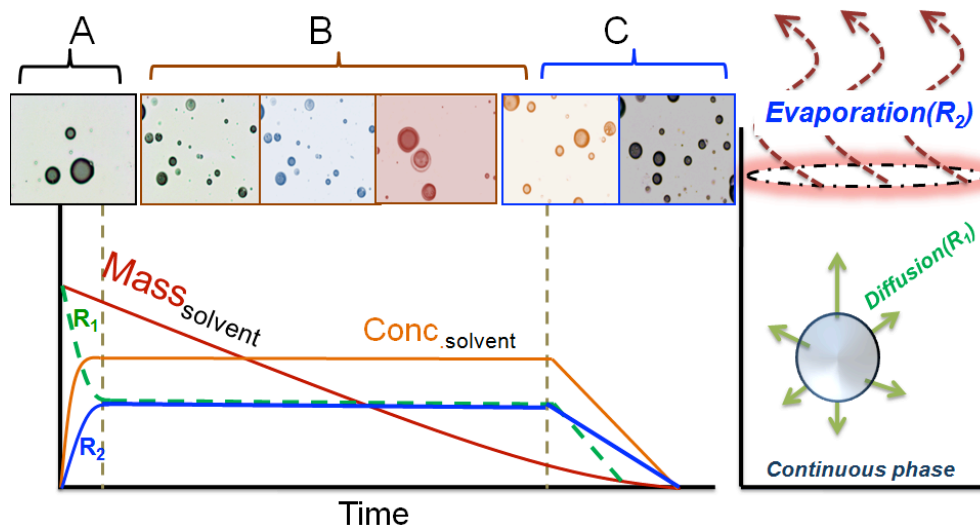 A
B
C
Evaporation(R₂)
Mass solvent
R₁
Conc. solvent
R₂
Time
Diffusion(R₁)
Continuous phase